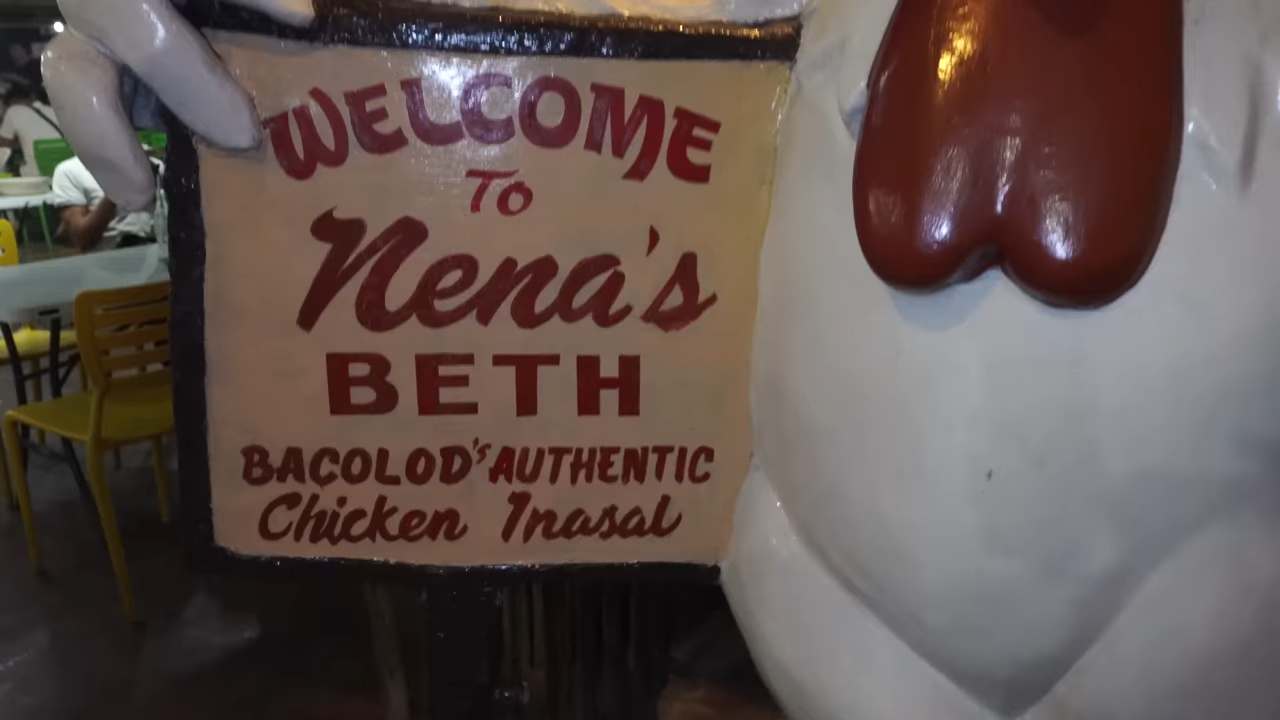 WELCOME
To
Nena's
BETH
BACOLOD'S AUTHENTIC
Chicken Inasal